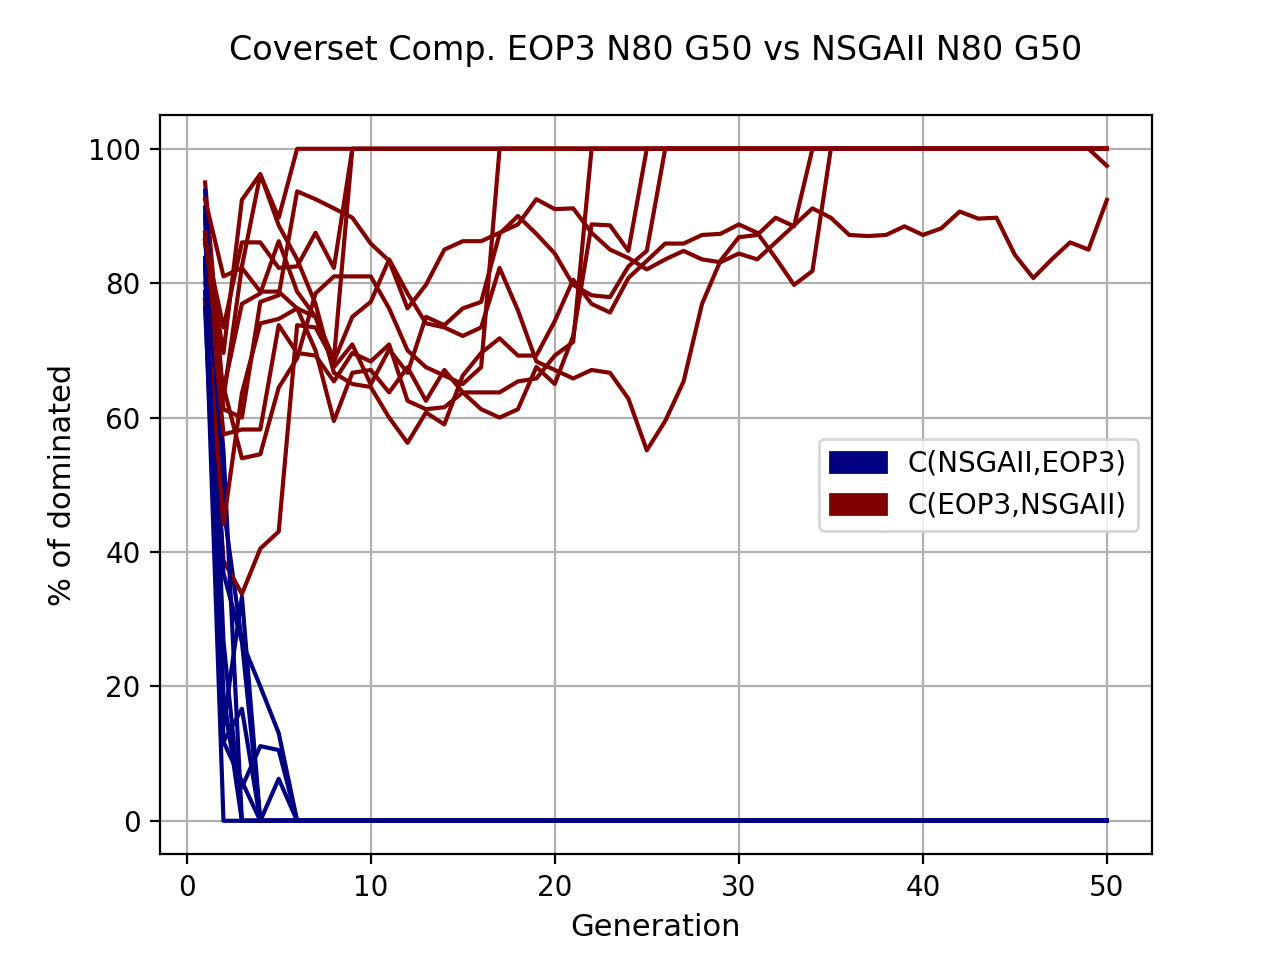 Coverset Comp. EOP3 N80 G50 vs NSGAII N80 G50
100
80
60
40
20
0
% of dominated
C(NSGAII,EOP3)
C(EOP3,NSGAII)
0 10 20 30 40 50
Generation